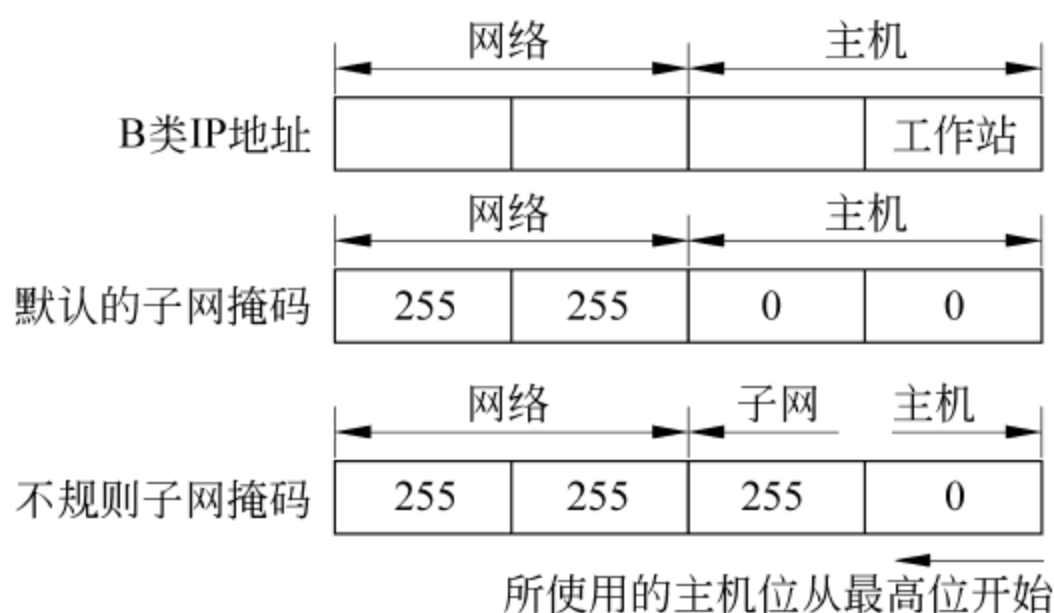 网络 主机
B类IP地址 工作站
网络 主机
默认的子网掩码 255 255 0 0
网络 子网 主机
不规则子网掩码 255 255 255 0
所使用的主机位从最高位开始